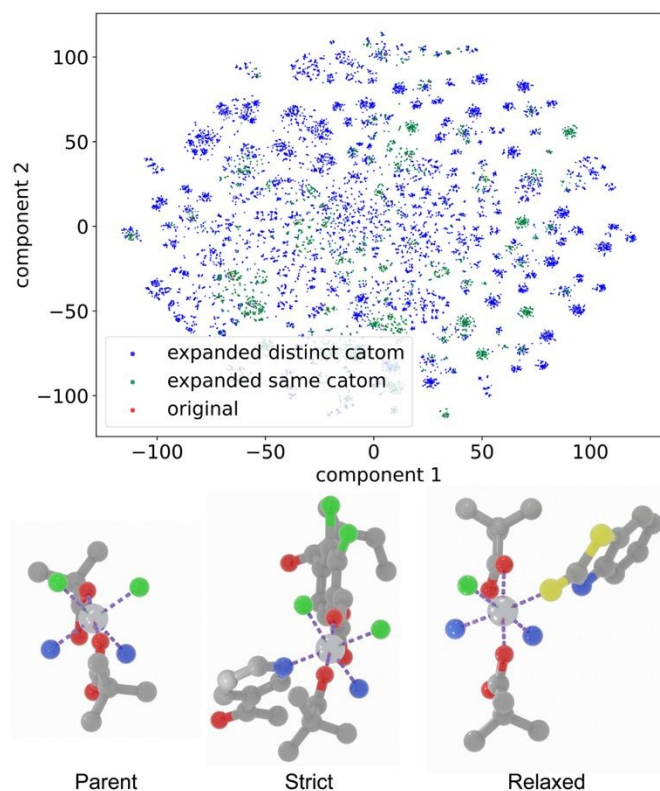 100
50
0
−50
−100
component 2
expanded distinct catom
expanded same catom
original
−100 −50 0 50 100
component 1
Parent Strict Relaxed